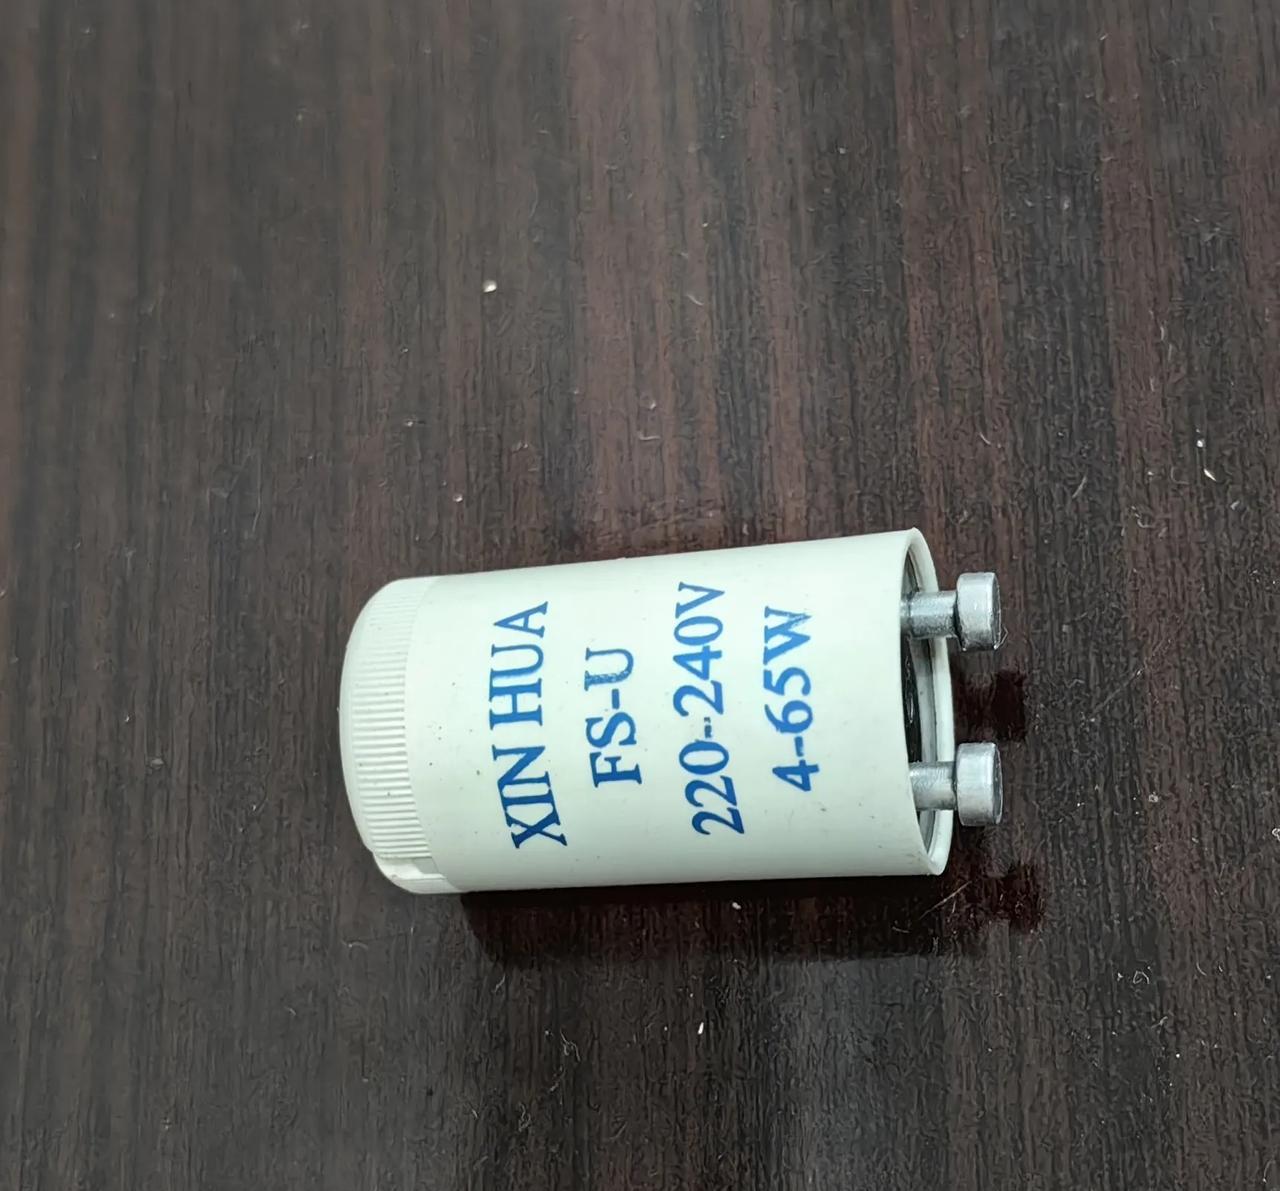 XIN HUA
FS-U
220-240V
4-65W